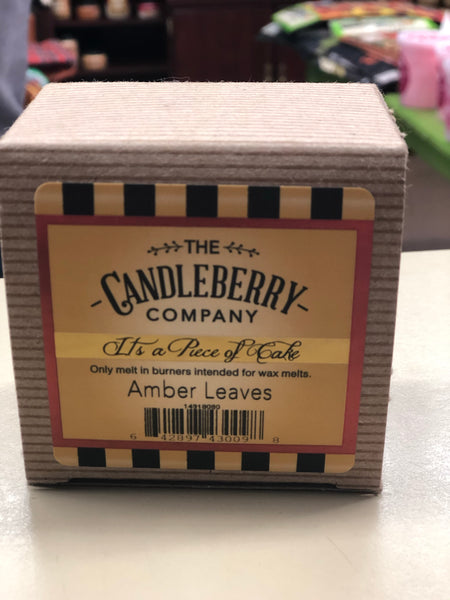 THE
CANDLEBERRY
COMPANY
It's a Piece of Cake
Only melt in burners intended for wax melts.
Amber Leaves
6 42897 43009 8